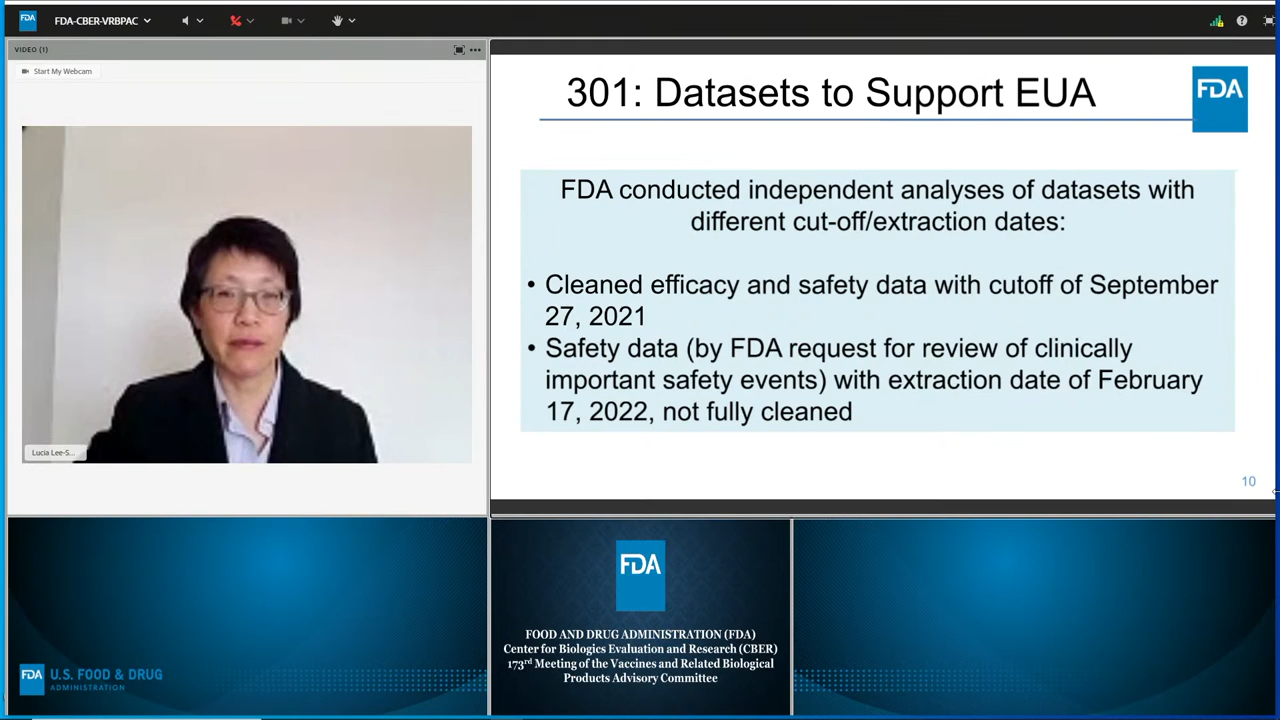 FDA
FDA-CBER-VRBPAC
VIDEO (1)
Start My Webcam
Lucia Lee-S...
301: Datasets to Support EUA
FDA
FDA conducted independent analyses of datasets with
different cut-off/extraction dates:
• Cleaned efficacy and safety data with cutoff of September
27, 2021
• Safety data (by FDA request for review of clinically
important safety events) with extraction date of February
17, 2022, not fully cleaned
10
FDA
FOOD AND DRUG ADMINISTRATION (FDA)
Center for Biologics Evaluation and Research (CBER)
173rd Meeting of the Vaccines and Related Biological
Products Advisory Committee
FDA U.S. FOOD & DRUG
ADMINISTRATION